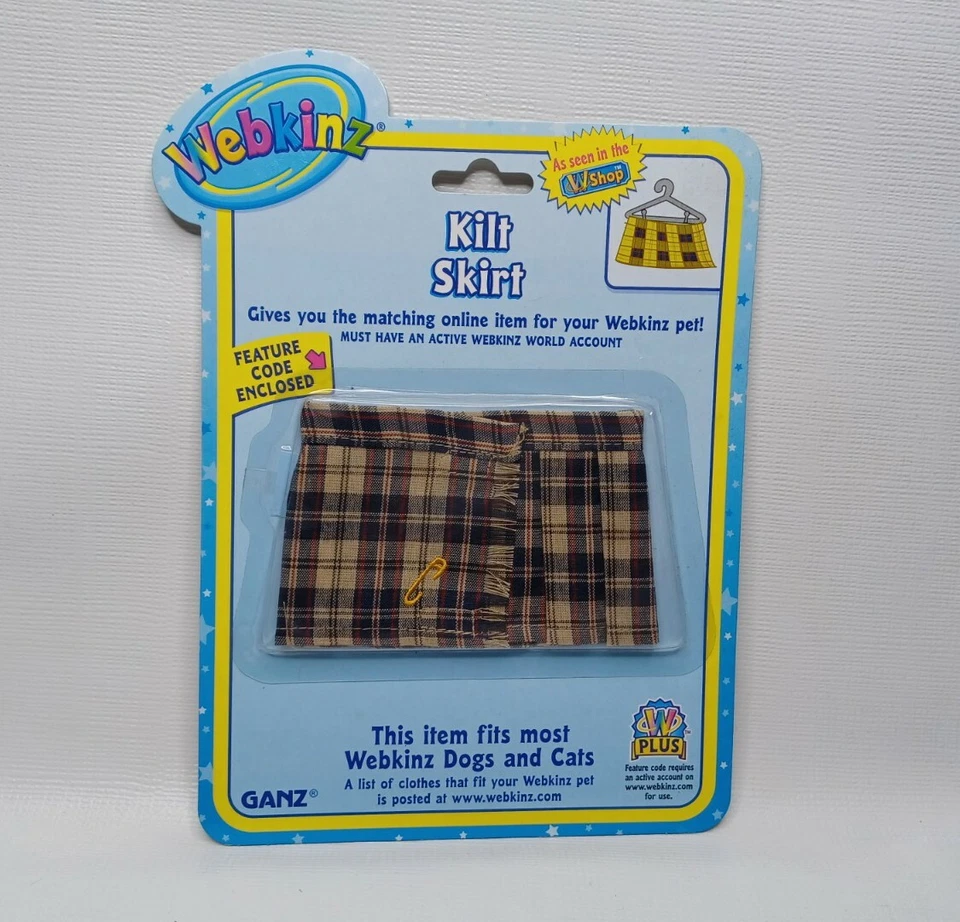 Webkinz®
As seen in the
W Shop™
Kilt
Skirt
Gives you the matching online item for your Webkinz pet!
MUST HAVE AN ACTIVE WEBKINZ WORLD ACCOUNT
FEATURE
CODE
ENCLOSED
This item fits most
Webkinz Dogs and Cats
A list of clothes that fit your Webkinz pet
is posted at www.webkinz.com
GANZ®
W
PLUS™
Feature code requires
an active account on
www.webkinz.com
for use.